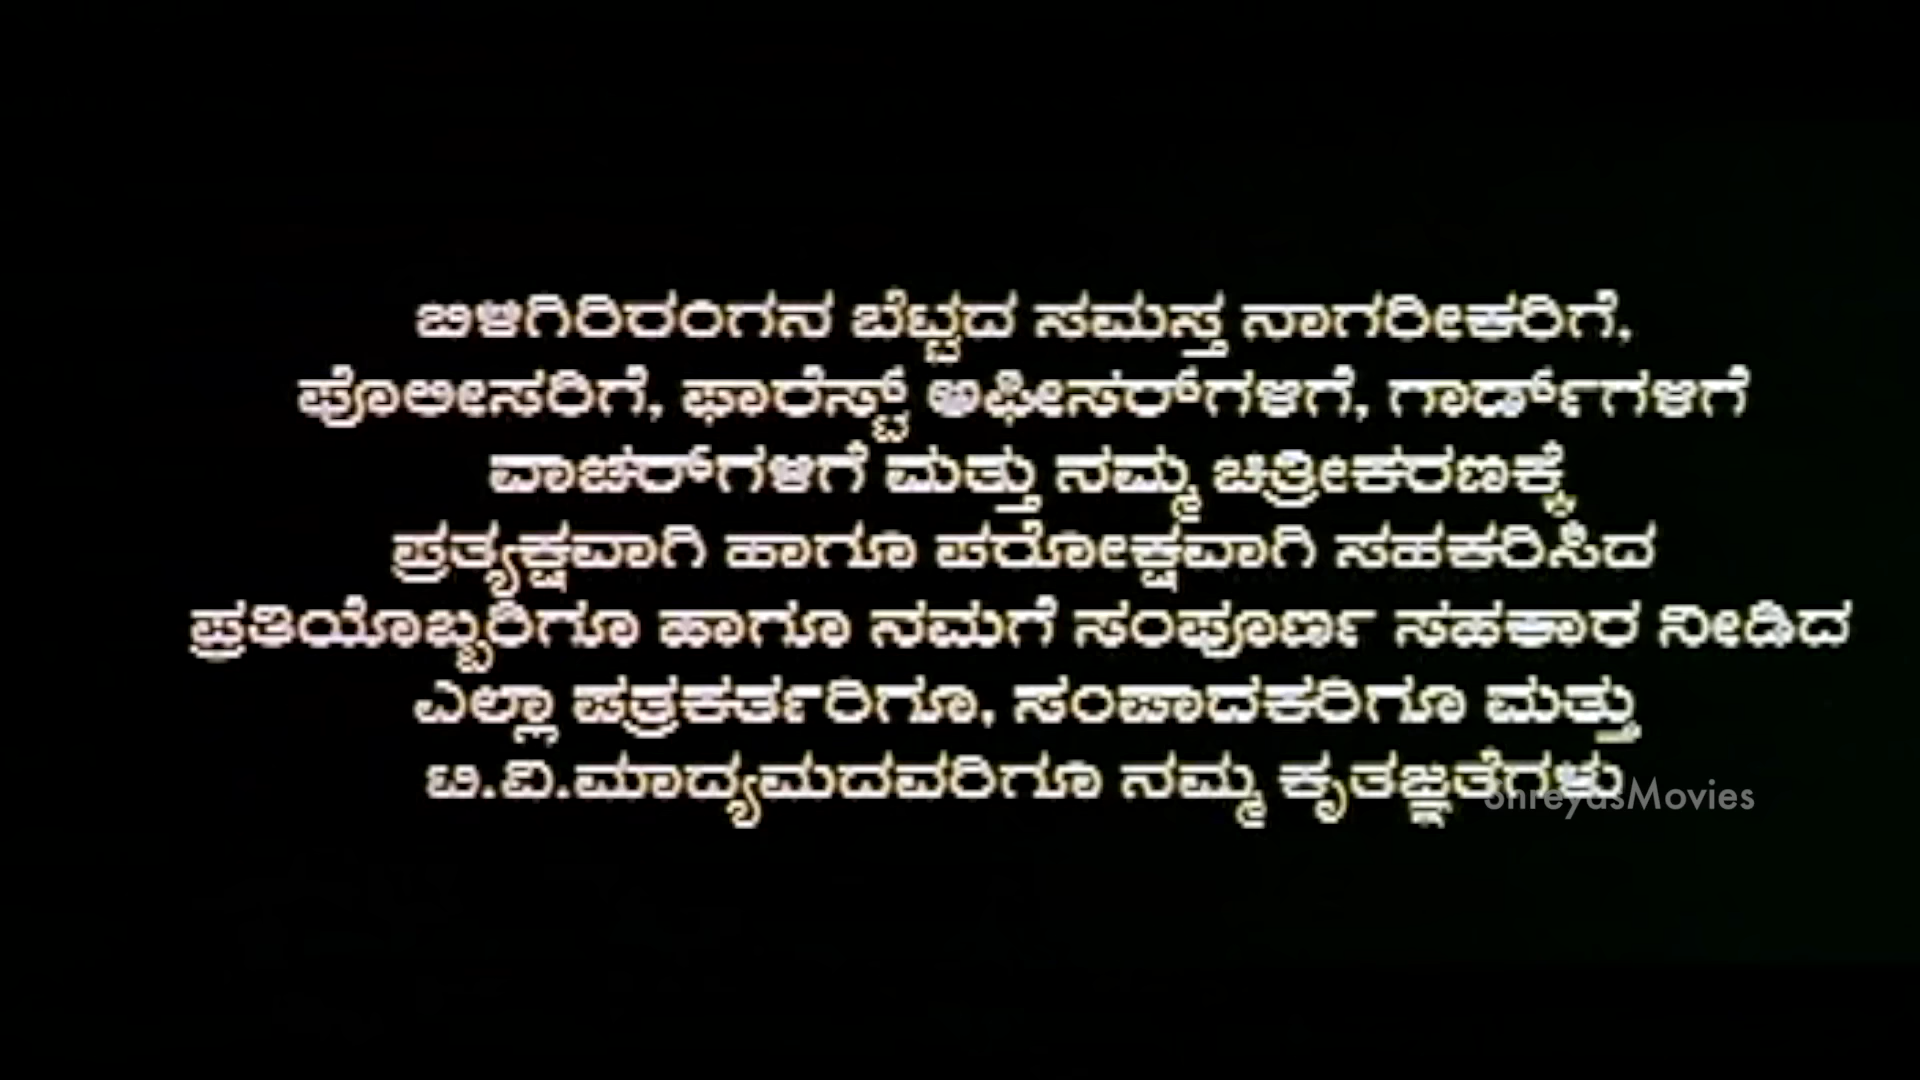 ಬಿಳಿಗಿರಿರಂಗನ ಬೆಟ್ಟದ ಸಮಸ್ತ ನಾಗರೀಕರಿಗೆ,
ಪೊಲೀಸರಿಗೆ, ಫಾರೆಸ್ಟ್ ಆಫೀಸರ್‌ಗಳಿಗೆ, ಗಾರ್ಡ್‌ಗಳಿಗೆ
ವಾಚರ್‌ಗಳಿಗೆ ಮತ್ತು ನಮ್ಮ ಚಿತ್ರೀಕರಣಕ್ಕೆ
ಪ್ರತ್ಯಕ್ಷವಾಗಿ ಹಾಗೂ ಪರೋಕ್ಷವಾಗಿ ಸಹಕರಿಸಿದ
ಪ್ರತಿಯೊಬ್ಬರಿಗೂ ಹಾಗೂ ನಮಗೆ ಸಂಪೂರ್ಣ ಸಹಕಾರ ನೀಡಿದ
ಎಲ್ಲಾ ಪತ್ರಕರ್ತರಿಗೂ, ಸಂಪಾದಕರಿಗೂ ಮತ್ತು
ಟಿ.ವಿ.ಮಾದ್ಯಮದವರಿಗೂ ನಮ್ಮ ಕೃತಜ್ಞತೆಗಳು
ShreyasMovies